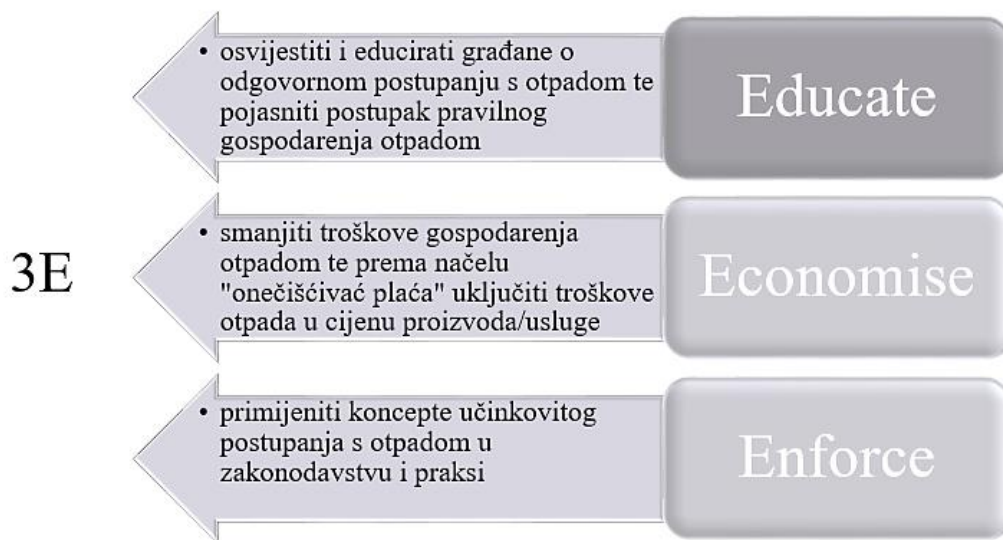 • osvijestiti i educirati građane o
odgovornom postupanju s otpadom te
pojasniti postupak pravilnog
gospodarenja otpadom
Educate
3E
• smanjiti troškove gospodarenja
otpadom te prema načelu
"onečišćivać plaća" uključiti troškove
otpada u cijenu proizvoda/usluge
Economise
• primijeniti koncepte učinkovitog
postupanja s otpadom u
zakonodavstvu i praksi
Enforce